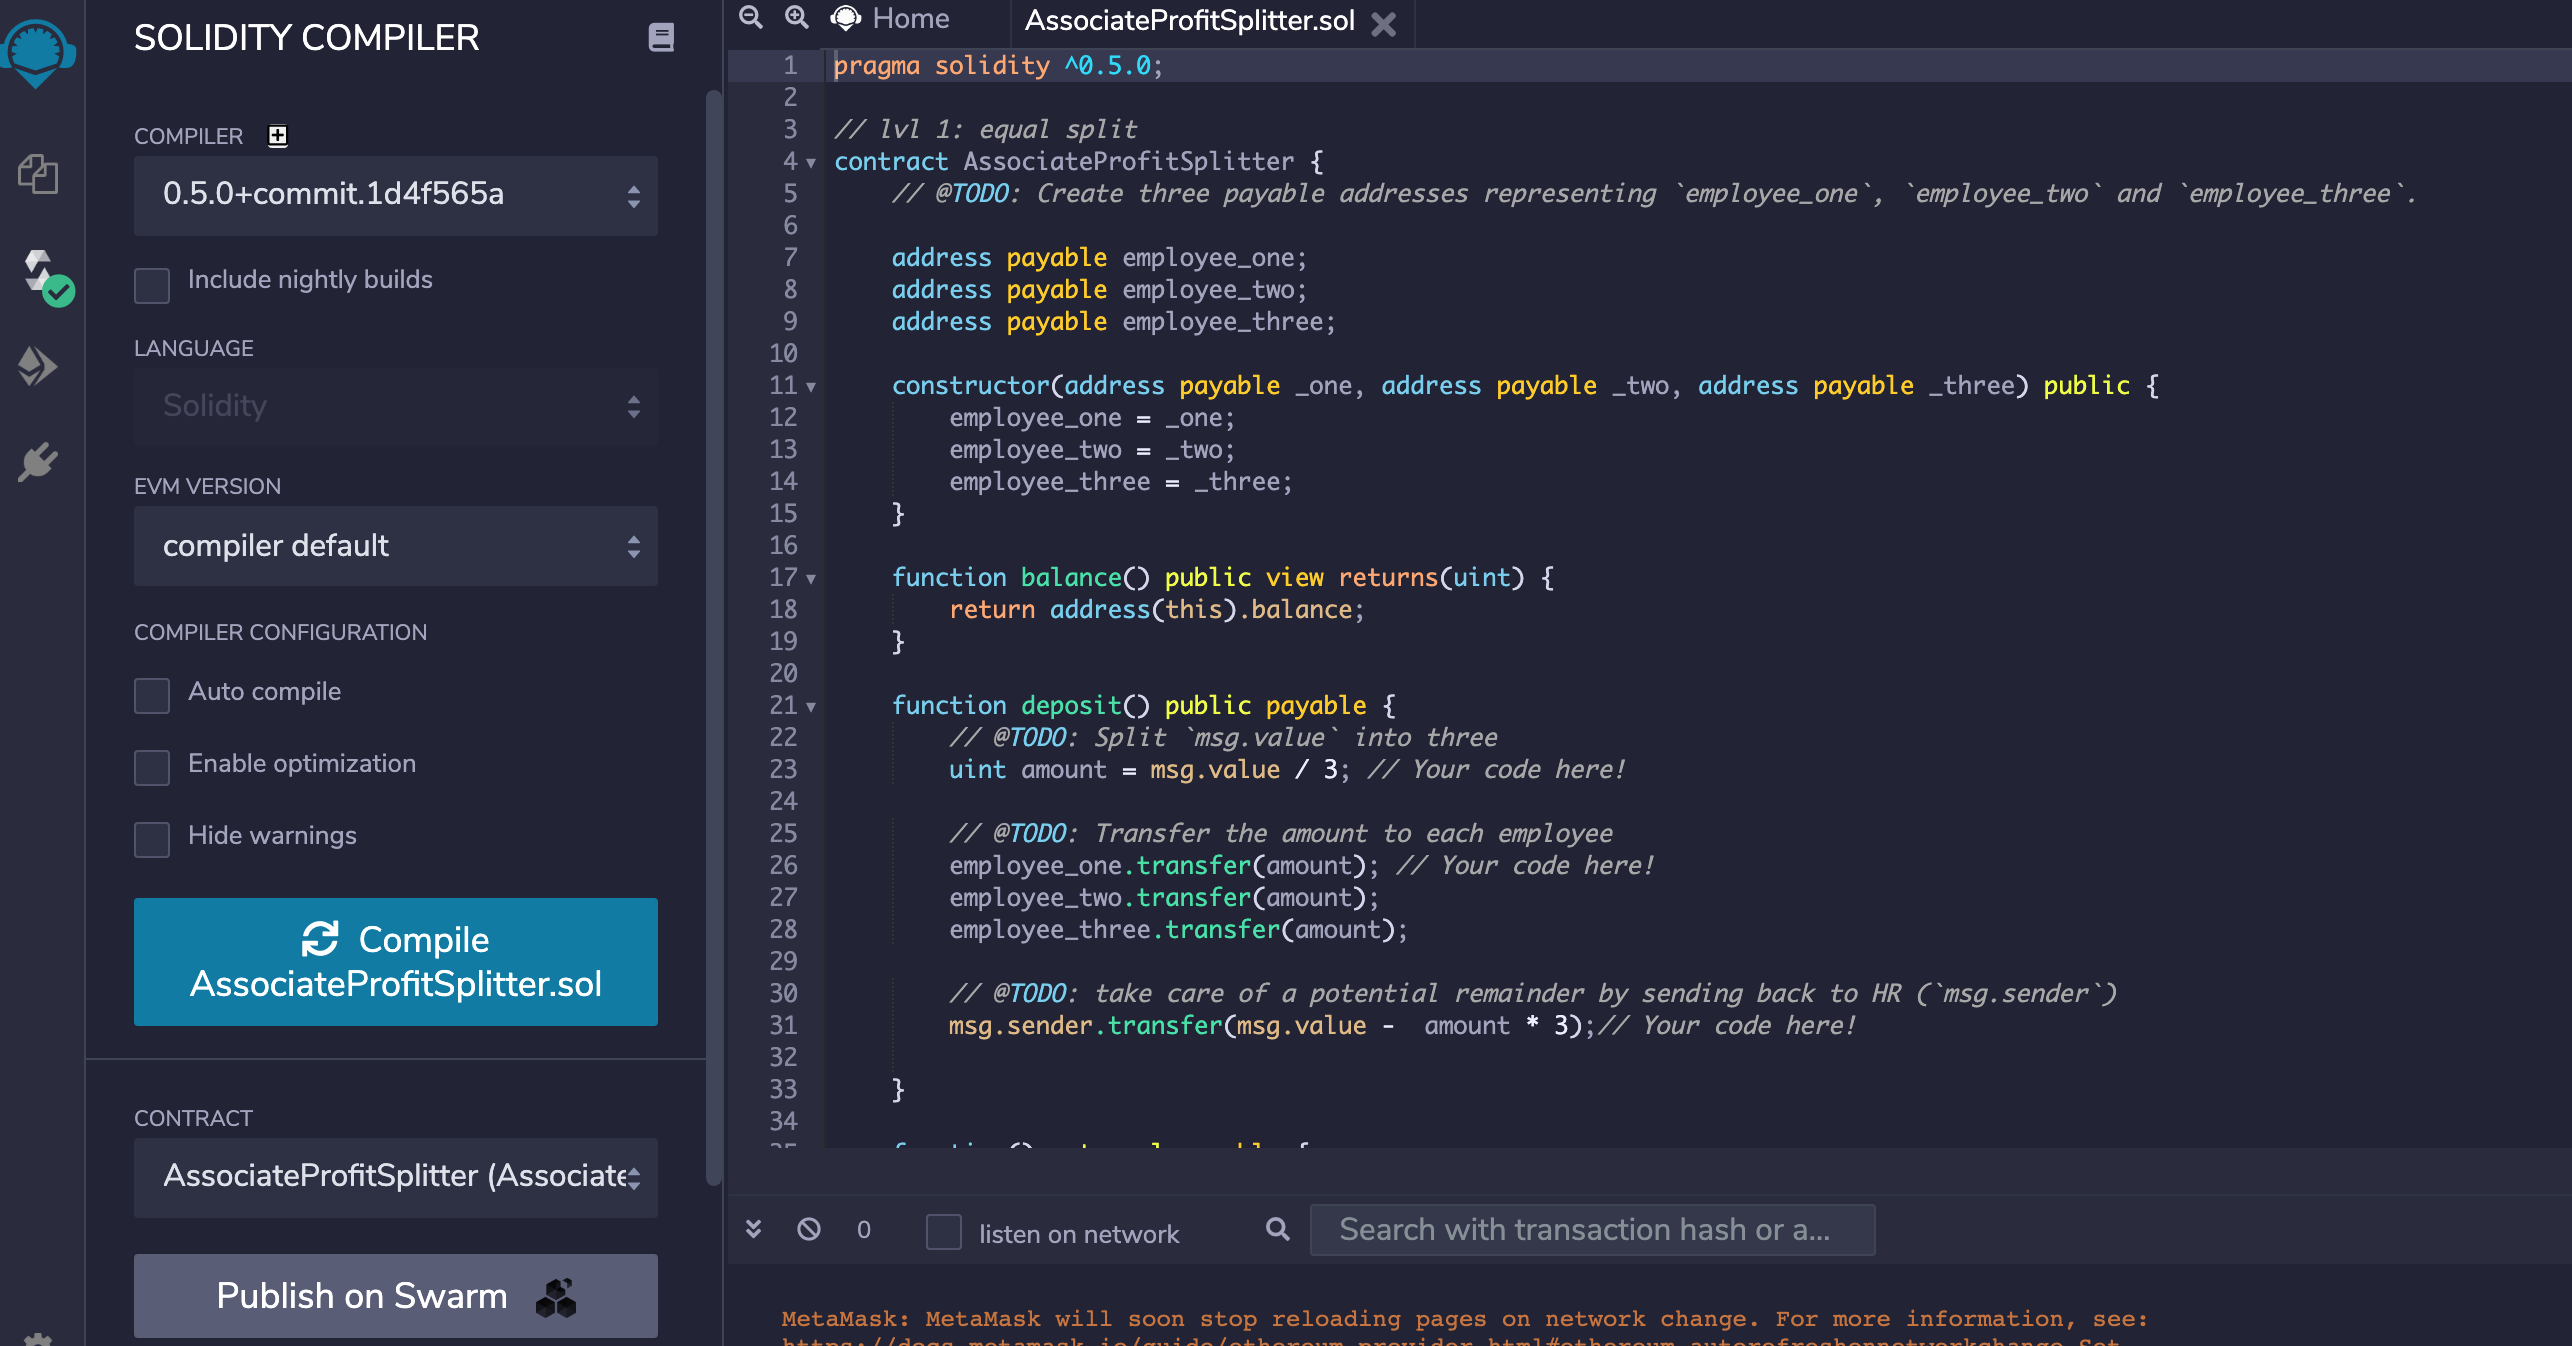 SOLIDITY COMPILER
COMPILER
0.5.0+commit.1d4f565a
Include nightly builds
LANGUAGE
Solidity
EVM VERSION
compiler default
COMPILER CONFIGURATION
Auto compile
Enable optimization
Hide warnings
Compile
AssociateProfitSplitter.sol
CONTRACT
AssociateProfitSplitter (Associate
Publish on Swarm
Home
AssociateProfitSplitter.sol
1 pragma solidity ^0.5.0;
2
3 // lvl 1: equal split
4 contract AssociateProfitSplitter {
5 // @TODO: Create three payable addresses representing `employee_one`, `employee_two` and `employee_three`.
6
7 address payable employee_one;
8 address payable employee_two;
9 address payable employee_three;
10
11 constructor(address payable _one, address payable _two, address payable _three) public {
12 employee_one = _one;
13 employee_two = _two;
14 employee_three = _three;
15 }
16
17 function balance() public view returns(uint) {
18 return address(this).balance;
19 }
20
21 function deposit() public payable {
22 // @TODO: Split `msg.value` into three
23 uint amount = msg.value / 3; // Your code here!
24
25 // @TODO: Transfer the amount to each employee
26 employee_one.transfer(amount); // Your code here!
27 employee_two.transfer(amount);
28 employee_three.transfer(amount);
29
30 // @TODO: take care of a potential remainder by sending back to HR (`msg.sender`)
31 msg.sender.transfer(msg.value -  amount * 3);// Your code here!
32
33 }
34
0
listen on network
Search with transaction hash or a...
MetaMask: MetaMask will soon stop reloading pages on network change. For more information, see: